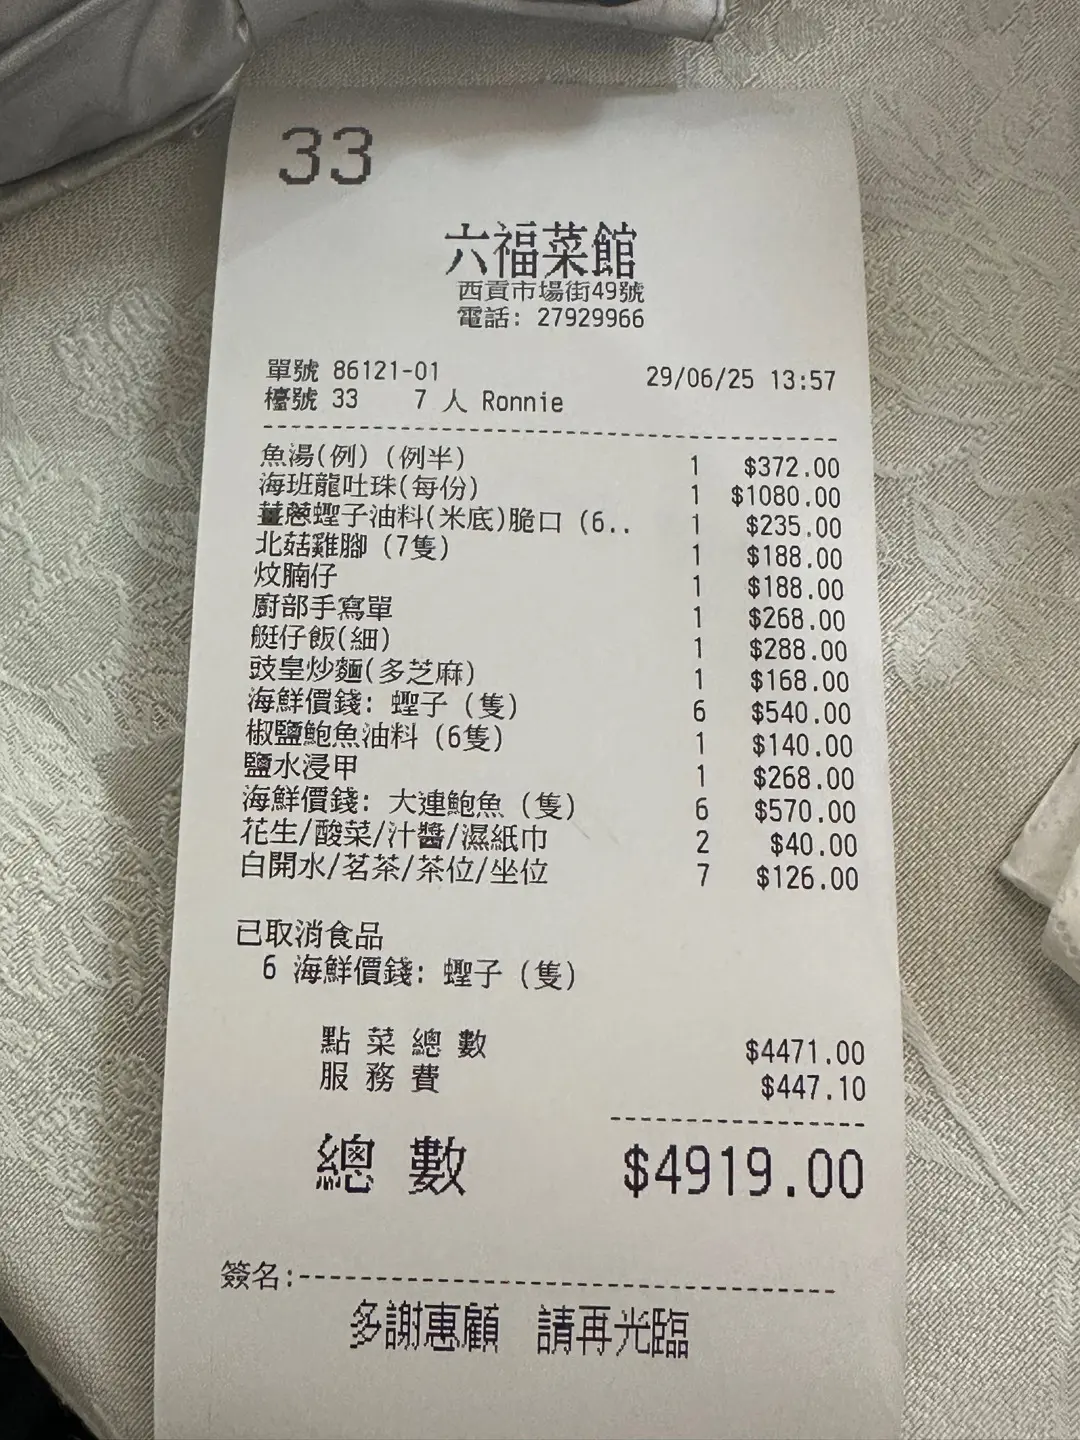 33
六福菜館
西貢市場街49號
電話: 27929966
單號 86121-01 29/06/25 13:57
檯號 33 7 人 Ronnie
魚湯(例) (例半) 1 $372.00
海班龍吐珠(每份) 1 $1080.00
薑蔥蟶子油料(米底)脆口 (6.. 1 $235.00
北菇雞腳 (7隻) 1 $188.00
炆腩仔 1 $188.00
廚部手寫單 1 $268.00
艇仔飯(細) 1 $288.00
豉皇炒麵(多芝麻) 1 $168.00
海鮮價錢: 蟶子 (隻) 6 $540.00
椒鹽鮑魚油料 (6隻) 1 $140.00
鹽水浸甲 1 $268.00
海鮮價錢: 大連鮑魚 (隻) 6 $570.00
花生/酸菜/汁醬/濕紙巾 2 $40.00
白開水/茗茶/茶位/坐位 7 $126.00
已取消食品
6 海鮮價錢: 蟶子 (隻)
點菜總數 $4471.00
服務費 $447.10
總數 $4919.00
簽名:
多謝惠顧 請再光臨